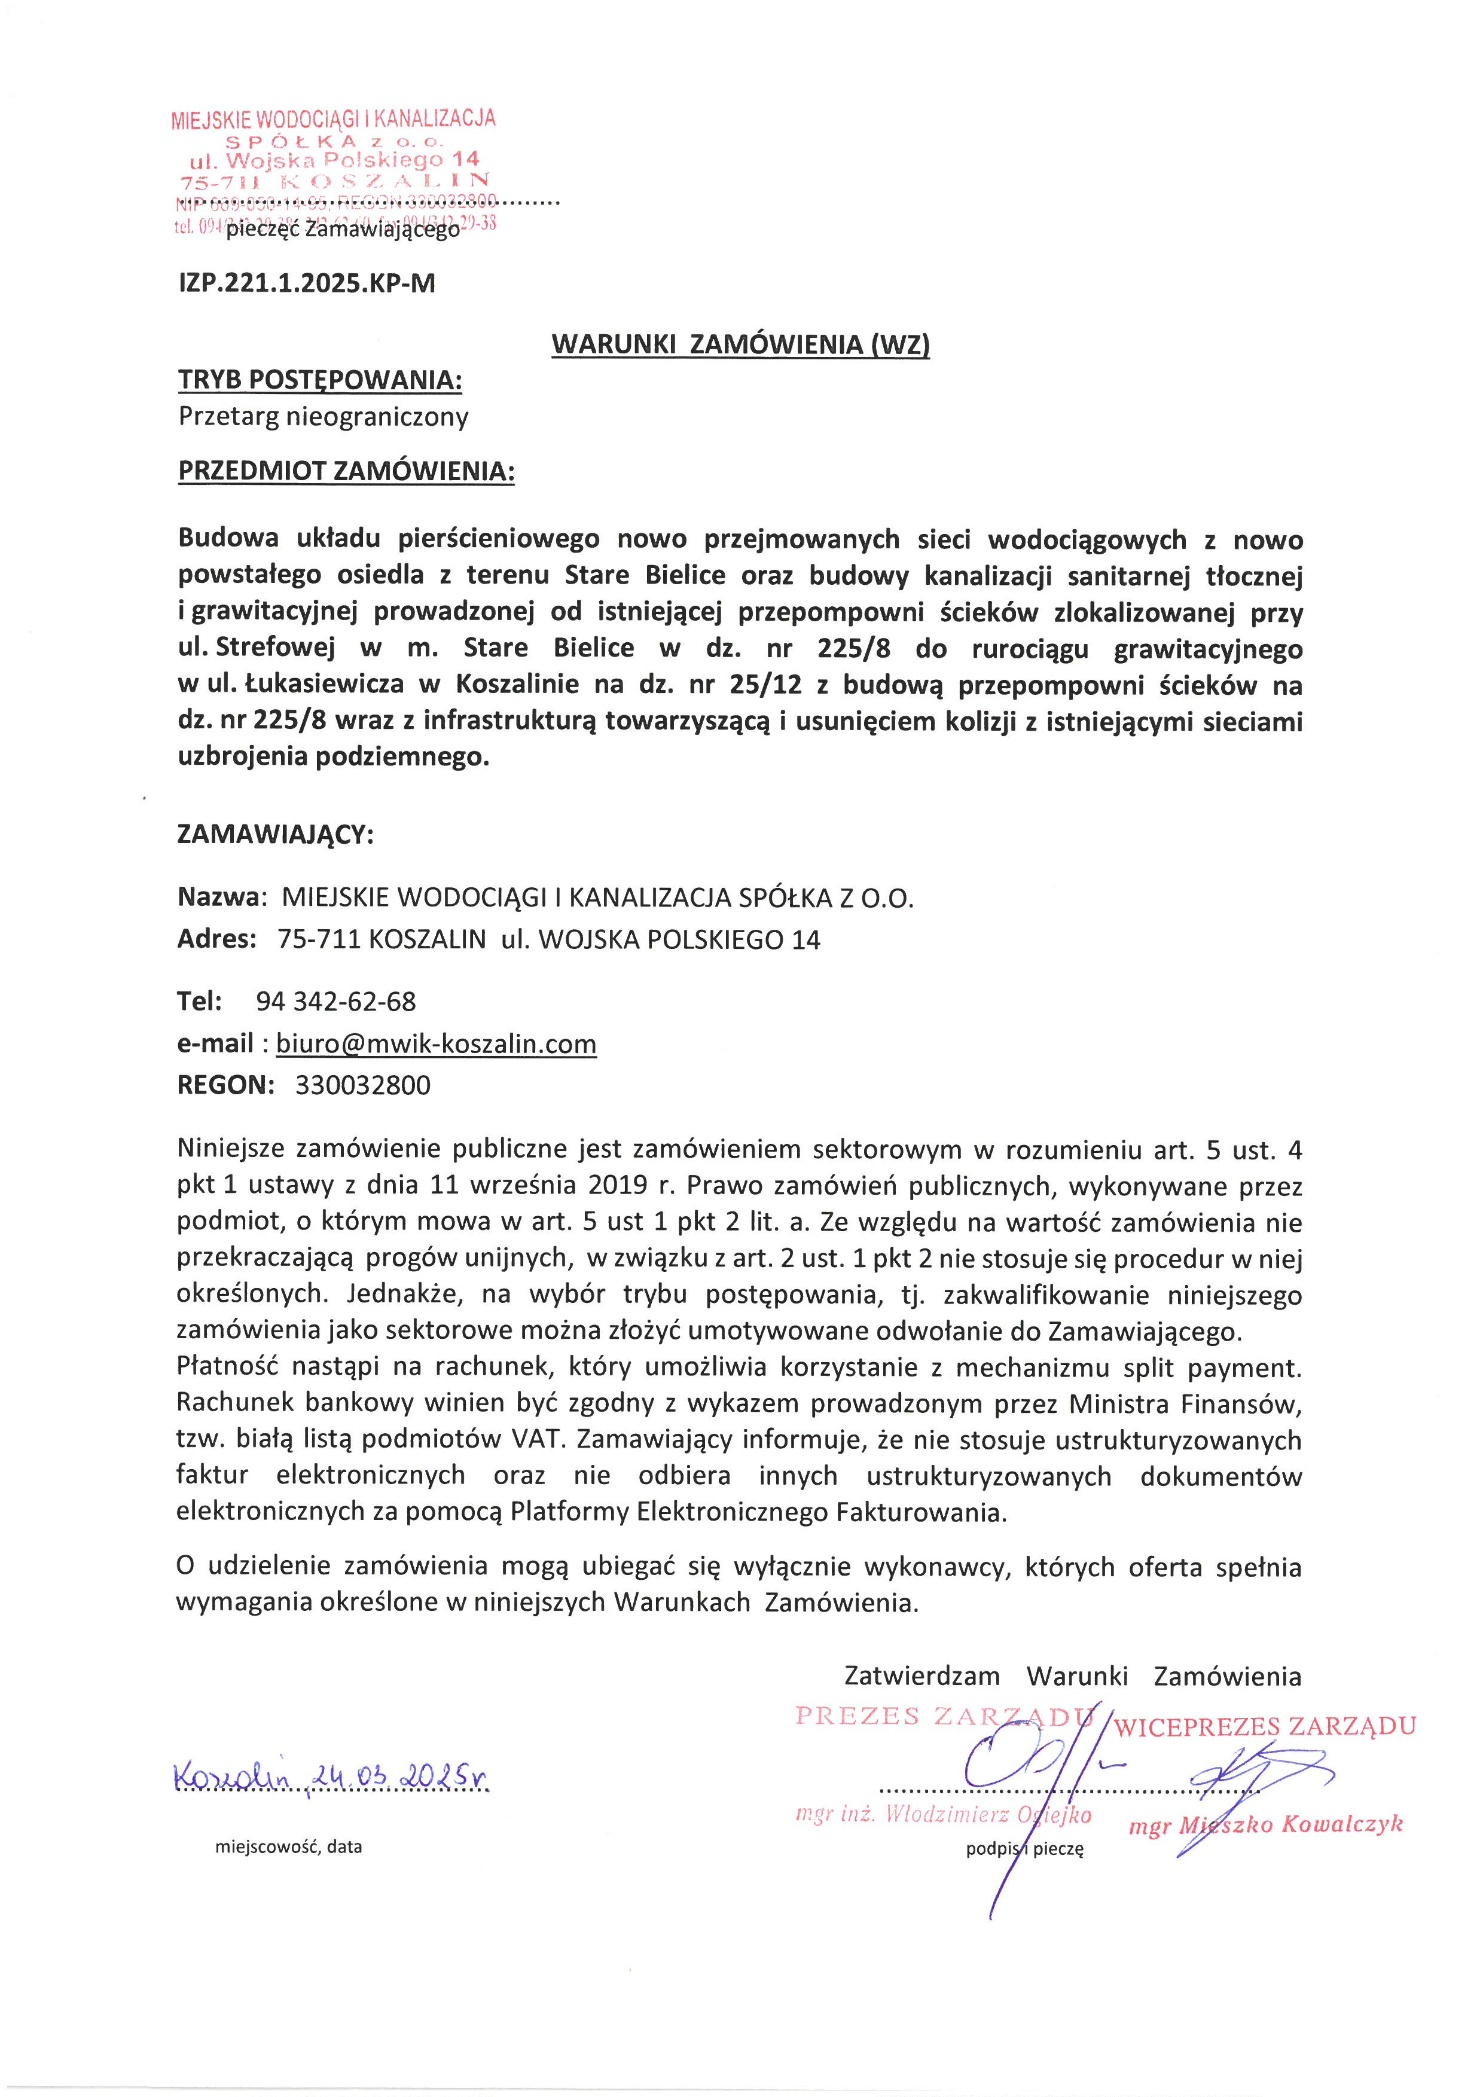 MIEJSKIE WODOCIĄGI I KANALIZACJA
SPÓŁKA z o. o.
ul. Wojska Polskiego 14
75-711 KOSZALIN
NIP REGON 330032800
tel.
pieczęć Zamawiającego
IZP.221.1.2025.KP-M
WARUNKI ZAMÓWIENIA (WZ)
TRYB POSTĘPOWANIA:
Przetarg nieograniczony
PRZEDMIOT ZAMÓWIENIA:
Budowa układu pierścieniowego nowo przejmowanych sieci wodociągowych z nowo
powstałego osiedla z terenu Stare Bielice oraz budowy kanalizacji sanitarnej tłocznej
i grawitacyjnej prowadzonej od istniejącej przepompowni ścieków zlokalizowanej przy
ul. Strefowej w m. Stare Bielice w dz. nr 225/8 do rurociągu grawitacyjnego
w ul. Łukasiewicza w Koszalinie na dz. nr 25/12 z budową przepompowni ścieków na
dz. nr 225/8 wraz z infrastrukturą towarzyszącą i usunięciem kolizji z istniejącymi sieciami
uzbrojenia podziemnego.
ZAMAWIAJĄCY:
Nazwa: MIEJSKIE WODOCIĄGI I KANALIZACJA SPÓŁKA Z O.O.
Adres: 75-711 KOSZALIN ul. WOJSKA POLSKIEGO 14
Tel: 94 342-62-68
e-mail : biuro@mwik-koszalin.com
REGON: 330032800
Niniejsze zamówienie publiczne jest zamówieniem sektorowym w rozumieniu art. 5 ust. 4
pkt 1 ustawy z dnia 11 września 2019 r. Prawo zamówień publicznych, wykonywane przez
podmiot, o którym mowa w art. 5 ust 1 pkt 2 lit. a. Ze względu na wartość zamówienia nie
przekraczającą progów unijnych, w związku z art. 2 ust. 1 pkt 2 nie stosuje się procedur w niej
określonych. Jednakże, na wybór trybu postępowania, tj. zakwalifikowanie niniejszego
zamówienia jako sektorowe można złożyć umotywowane odwołanie do Zamawiającego.
Płatność nastąpi na rachunek, który umożliwia korzystanie z mechanizmu split payment.
Rachunek bankowy winien być zgodny z wykazem prowadzonym przez Ministra Finansów,
tzw. białą listą podmiotów VAT. Zamawiający informuje, że nie stosuje ustrukturyzowanych
faktur elektronicznych oraz nie odbiera innych ustrukturyzowanych dokumentów
elektronicznych za pomocą Platformy Elektronicznego Fakturowania.
O udzielenie zamówienia mogą ubiegać się wyłącznie wykonawcy, których oferta spełnia
wymagania określone w niniejszych Warunkach Zamówienia.
Zatwierdzam Warunki Zamówienia
PREZES ZARZĄDU WICEPREZES ZARZĄDU
Koszalin, 24.03.2025r
mgr inż. Włodzimierz Ogiejko mgr Mieszko Kowalczyk
miejscowość, data podpis i pieczę